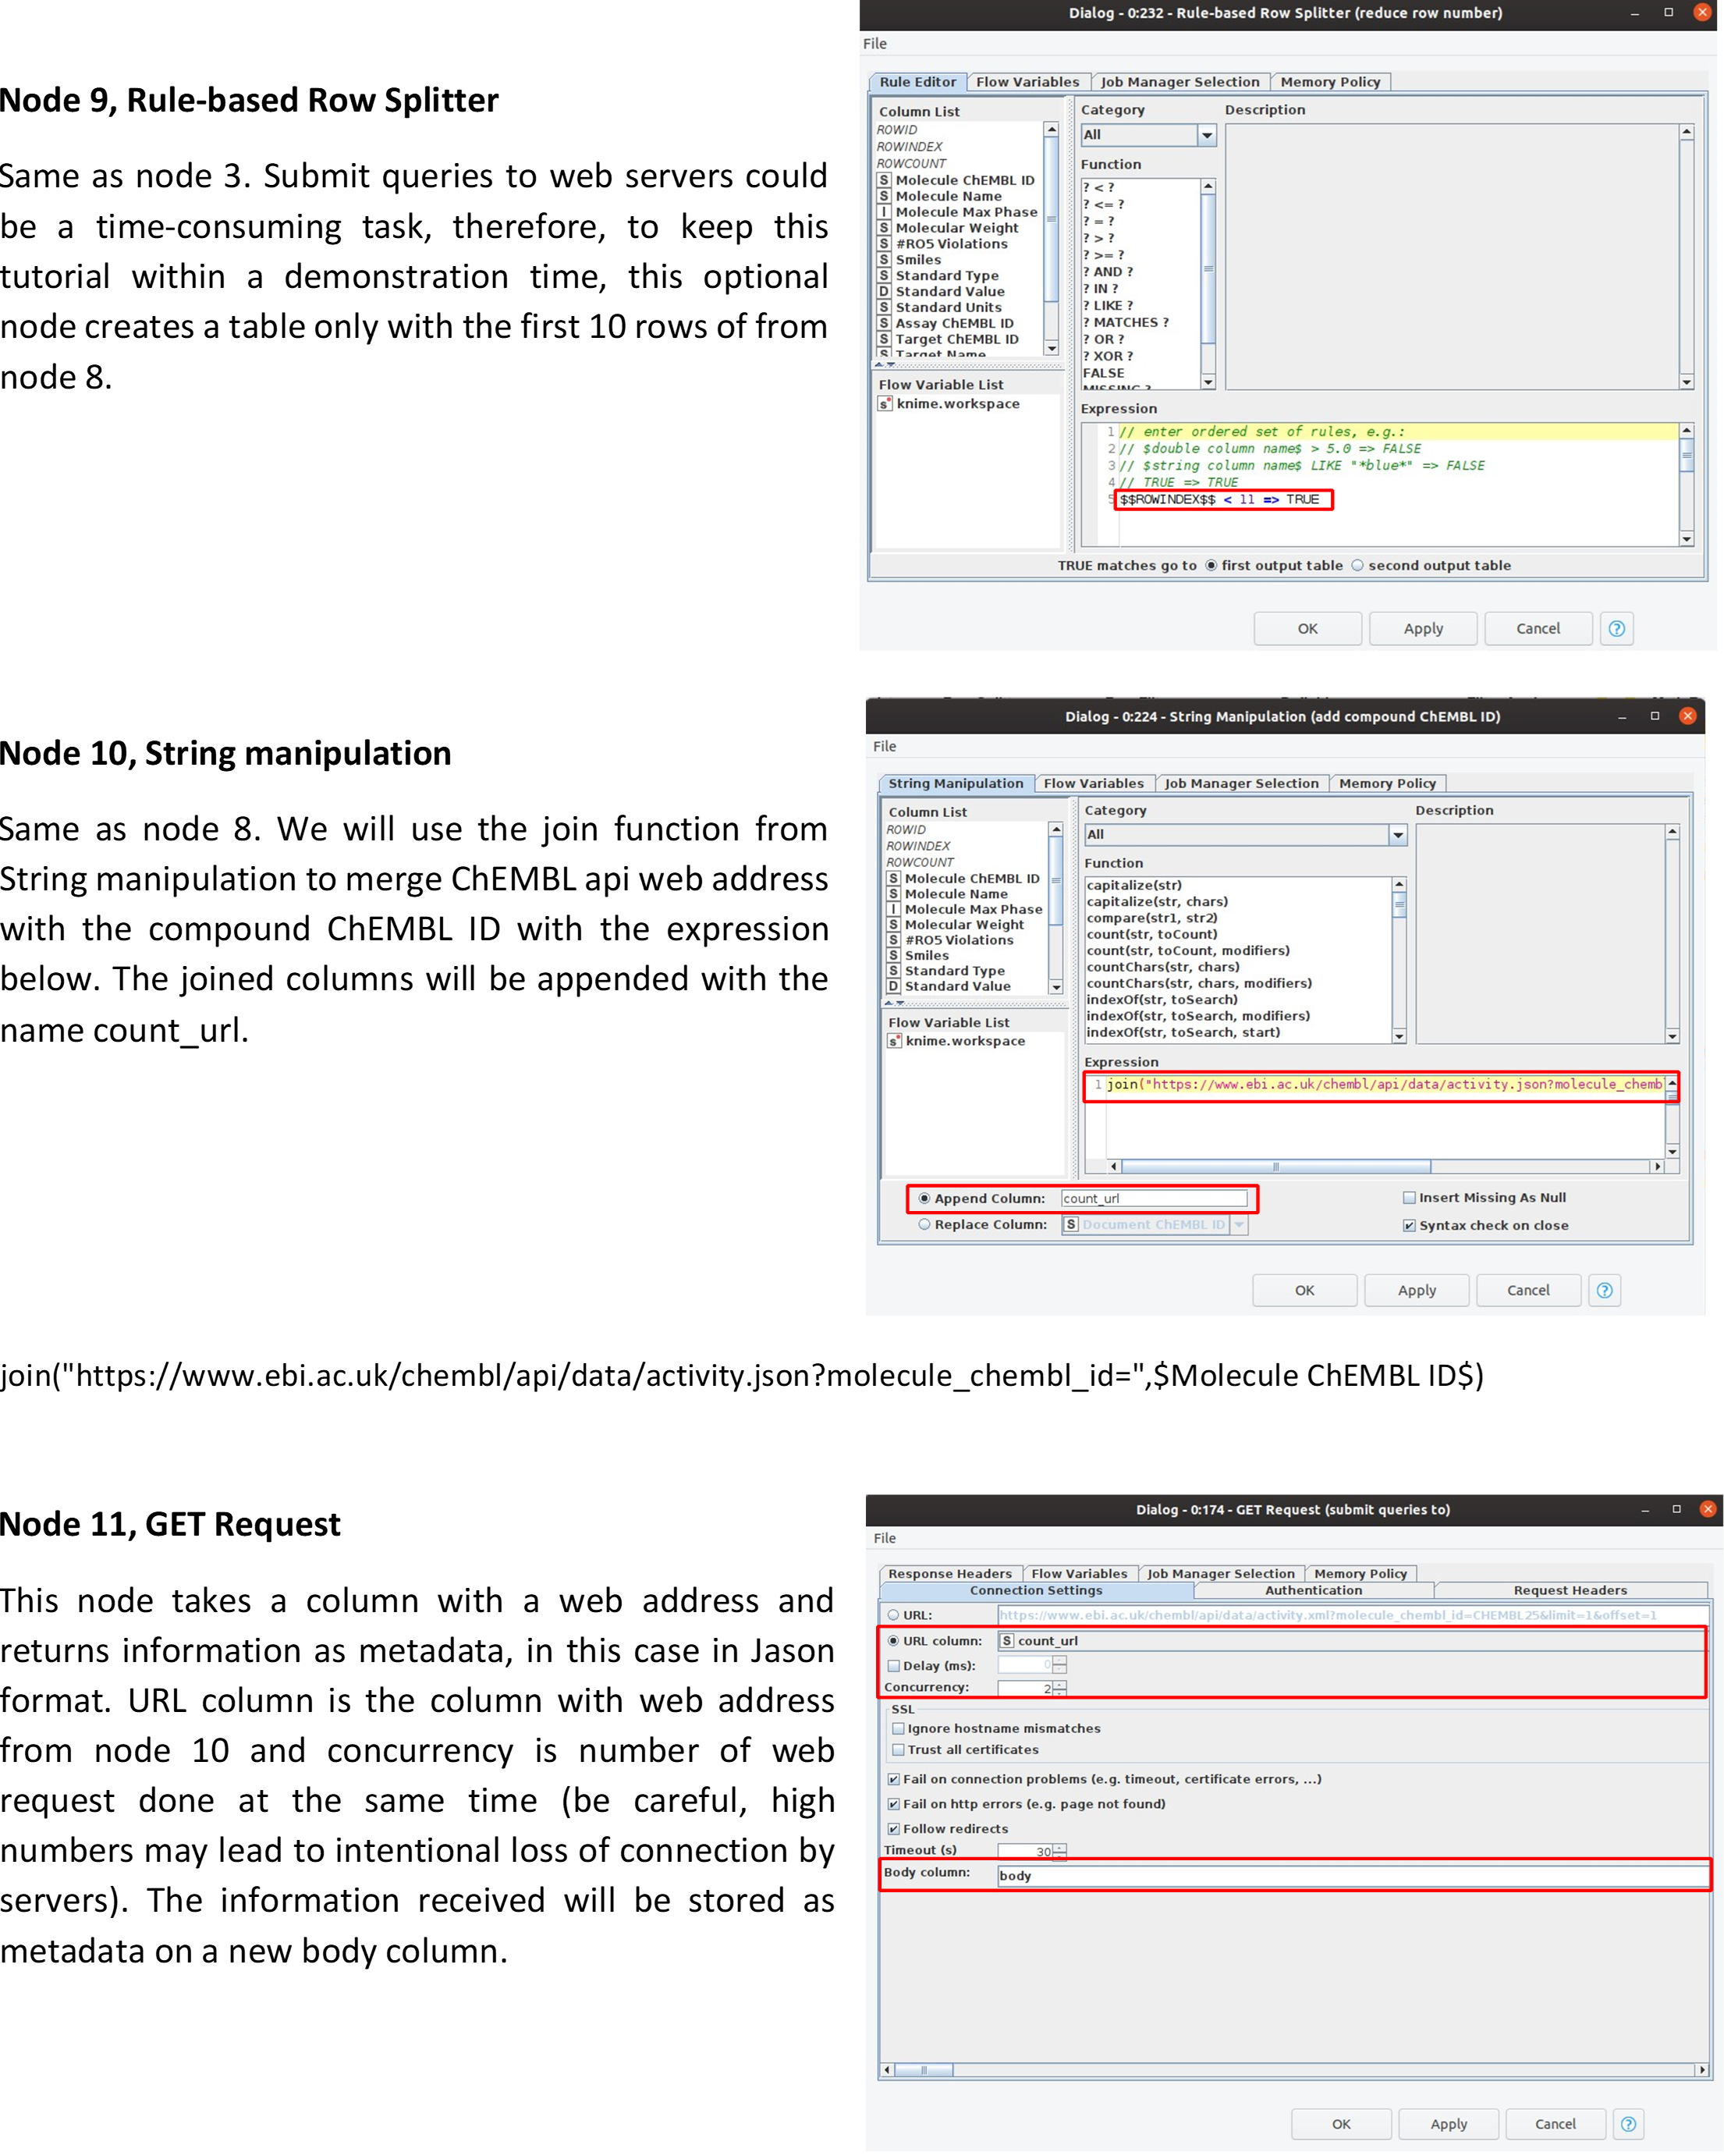 Dialog - 0:232 - Rule-based Row Splitter (reduce row number)
File
Node 9, Rule-based Row Splitter
Same as node 3. Submit queries to web servers could
be a time-consuming task, therefore, to keep this
tutorial within a demonstration time, this optional
node creates a table only with the first 10 rows of from
node 8.
Rule Editor Flow Variables Job Manager Selection Memory Policy
Column List
ROWID
ROWINDEX
ROWCOUNT
S Molecule ChEMBL ID
S Molecule Name
I Molecule Max Phase
S Molecular Weight
S #RO5 Violations
S Smiles
S Standard Type
D Standard Value
S Standard Units
S Assay ChEMBL ID
S Target ChEMBL ID
S Target Name
Flow Variable List
s knime.workspace
Category
All
Function
? < ?
? <= ?
? = ?
? > ?
? >= ?
? AND ?
? IN ?
? LIKE ?
? MATCHES ?
? OR ?
? XOR ?
FALSE
MISSING ?
Description
Expression
1 // enter ordered set of rules, e.g.:
2 // $double column name$ > 5.0 => FALSE
3 // $string column name$ LIKE "*blue*" => FALSE
4 // TRUE => TRUE
5 $$ROWINDEX$$ < 11 => TRUE
TRUE matches go to first output table second output table
OK Apply Cancel ?
Node 10, String manipulation
Same as node 8. We will use the join function from
String manipulation to merge ChEMBL api web address
with the compound ChEMBL ID with the expression
below. The joined columns will be appended with the
name count_url.
Dialog - 0:224 - String Manipulation (add compound ChEMBL ID)
File
String Manipulation Flow Variables Job Manager Selection Memory Policy
Column List
ROWID
ROWINDEX
ROWCOUNT
S Molecule ChEMBL ID
S Molecule Name
I Molecule Max Phase
S Molecular Weight
S #RO5 Violations
S Smiles
S Standard Type
D Standard Value
Flow Variable List
s knime.workspace
Category
All
Function
capitalize(str)
capitalize(str, chars)
compare(str1, str2)
count(str, toCount)
count(str, toCount, modifiers)
countChars(str, chars)
countChars(str, chars, modifiers)
indexOf(str, toSearch)
indexOf(str, toSearch, modifiers)
indexOf(str, toSearch, start)
Description
Expression
1 join("https://www.ebi.ac.uk/chembl/api/data/activity.json?molecule_chemb
Append Column: count_url Insert Missing As Null
Replace Column: S Document ChEMBL ID Syntax check on close
OK Apply Cancel ?
join("https://www.ebi.ac.uk/chembl/api/data/activity.json?molecule_chembl_id=",$Molecule ChEMBL ID$)
Node 11, GET Request
This node takes a column with a web address and
returns information as metadata, in this case in Jason
format. URL column is the column with web address
from node 10 and concurrency is number of web
request done at the same time (be careful, high
numbers may lead to intentional loss of connection by
servers). The information received will be stored as
metadata on a new body column.
Dialog - 0:174 - GET Request (submit queries to)
File
Response Headers Flow Variables Job Manager Selection Memory Policy
Connection Settings Authentication Request Headers
URL: https://www.ebi.ac.uk/chembl/api/data/activity.xml?molecule_chembl_id=CHEMBL25&limit=1&offset=1
URL column: S count_url
Delay (ms): 0
Concurrency: 2
SSL
Ignore hostname mismatches
Trust all certificates
Fail on connection problems (e.g. timeout, certificate errors, ...)
Fail on http errors (e.g. page not found)
Follow redirects
Timeout (s) 30
Body column: body
OK Apply Cancel ?